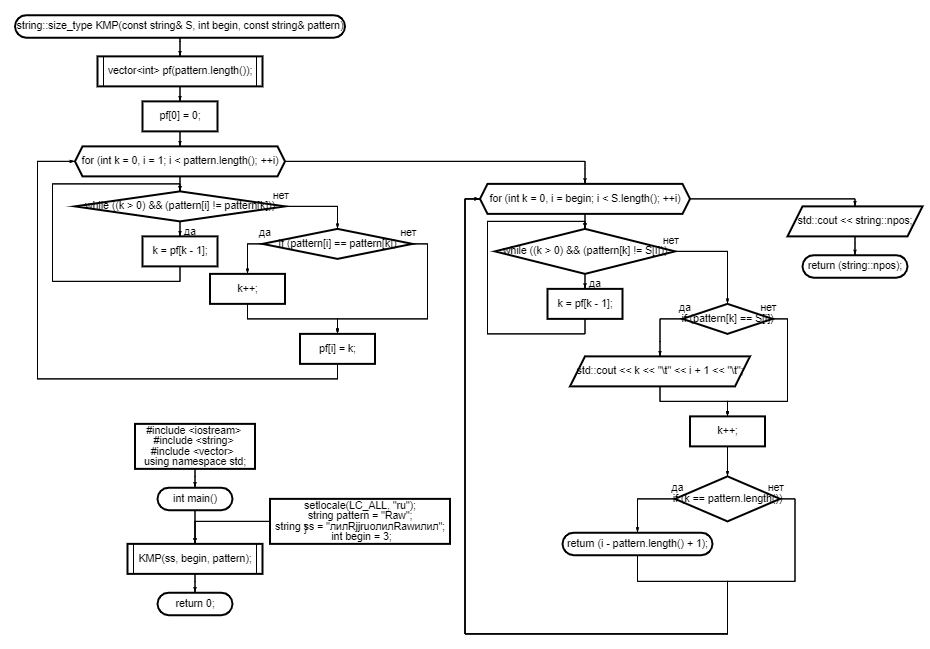 string::size_type KMP(const string& S, int begin, const string& pattern)
vector<int> pf(pattern.length());
pf[0] = 0;
for (int k = 0, i = 1; i < pattern.length(); ++i)
while ((k > 0) && (pattern[i] != pattern[k]))
нет
да
k = pf[k - 1];
да
if (pattern[i] == pattern[k])
нет
k++;
pf[i] = k;
for (int k = 0, i = begin; i < S.length(); ++i)
while ((k > 0) && (pattern[k] != S[i]))
нет
да
k = pf[k - 1];
да
if (pattern[k] == S[i])
нет
std::cout << k << "\t" << i + 1 << "\t";
k++;
да
if (k == pattern.length())
нет
return (i - pattern.length() + 1);
std::cout << string::npos;
return (string::npos);
#include <iostream>
#include <string>
#include <vector>
using namespace std;
int main()
setlocale(LC_ALL, "ru");
string pattern = "Raw";
string ss = "лилRjjruолилRawилил";
int begin = 3;
KMP(ss, begin, pattern);
return 0;